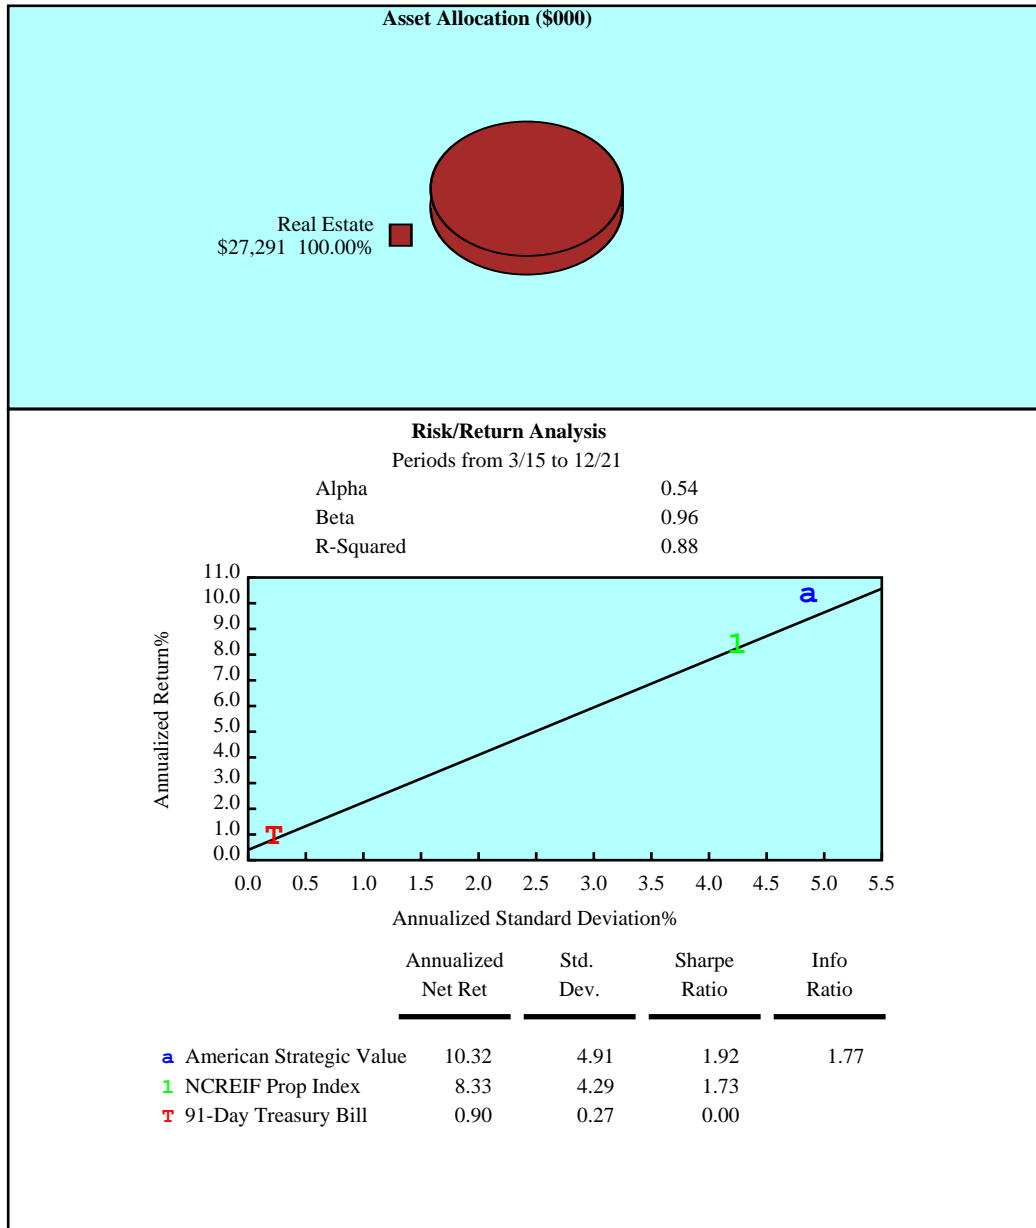 Asset Allocation ($000)
Real Estate
$27,291 100.00%
Risk/Return Analysis
Periods from 3/15 to 12/21
Alpha 0.54
Beta 0.96
R-Squared 0.88
11.0
10.0
9.0
8.0
7.0
6.0
5.0
4.0
3.0
2.0
1.0
0.0
Annualized Return%
a
1
T
0.0 0.5 1.0 1.5 2.0 2.5 3.0 3.5 4.0 4.5 5.0 5.5
Annualized Standard Deviation%
Annualized Std. Sharpe Info
Net Ret Dev. Ratio Ratio
a American Strategic Value 10.32 4.91 1.92 1.77
1 NCREIF Prop Index 8.33 4.29 1.73
T 91-Day Treasury Bill 0.90 0.27 0.00